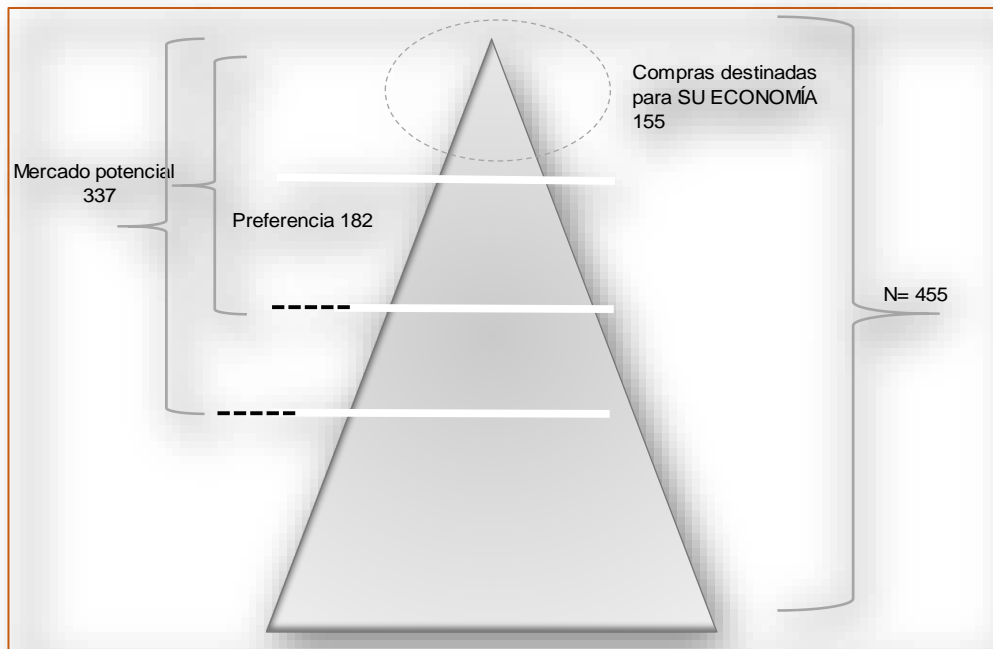 Compras destinadas
para SU ECONOMÍA
155
Mercado potencial
337
Preferencia 182
N= 455